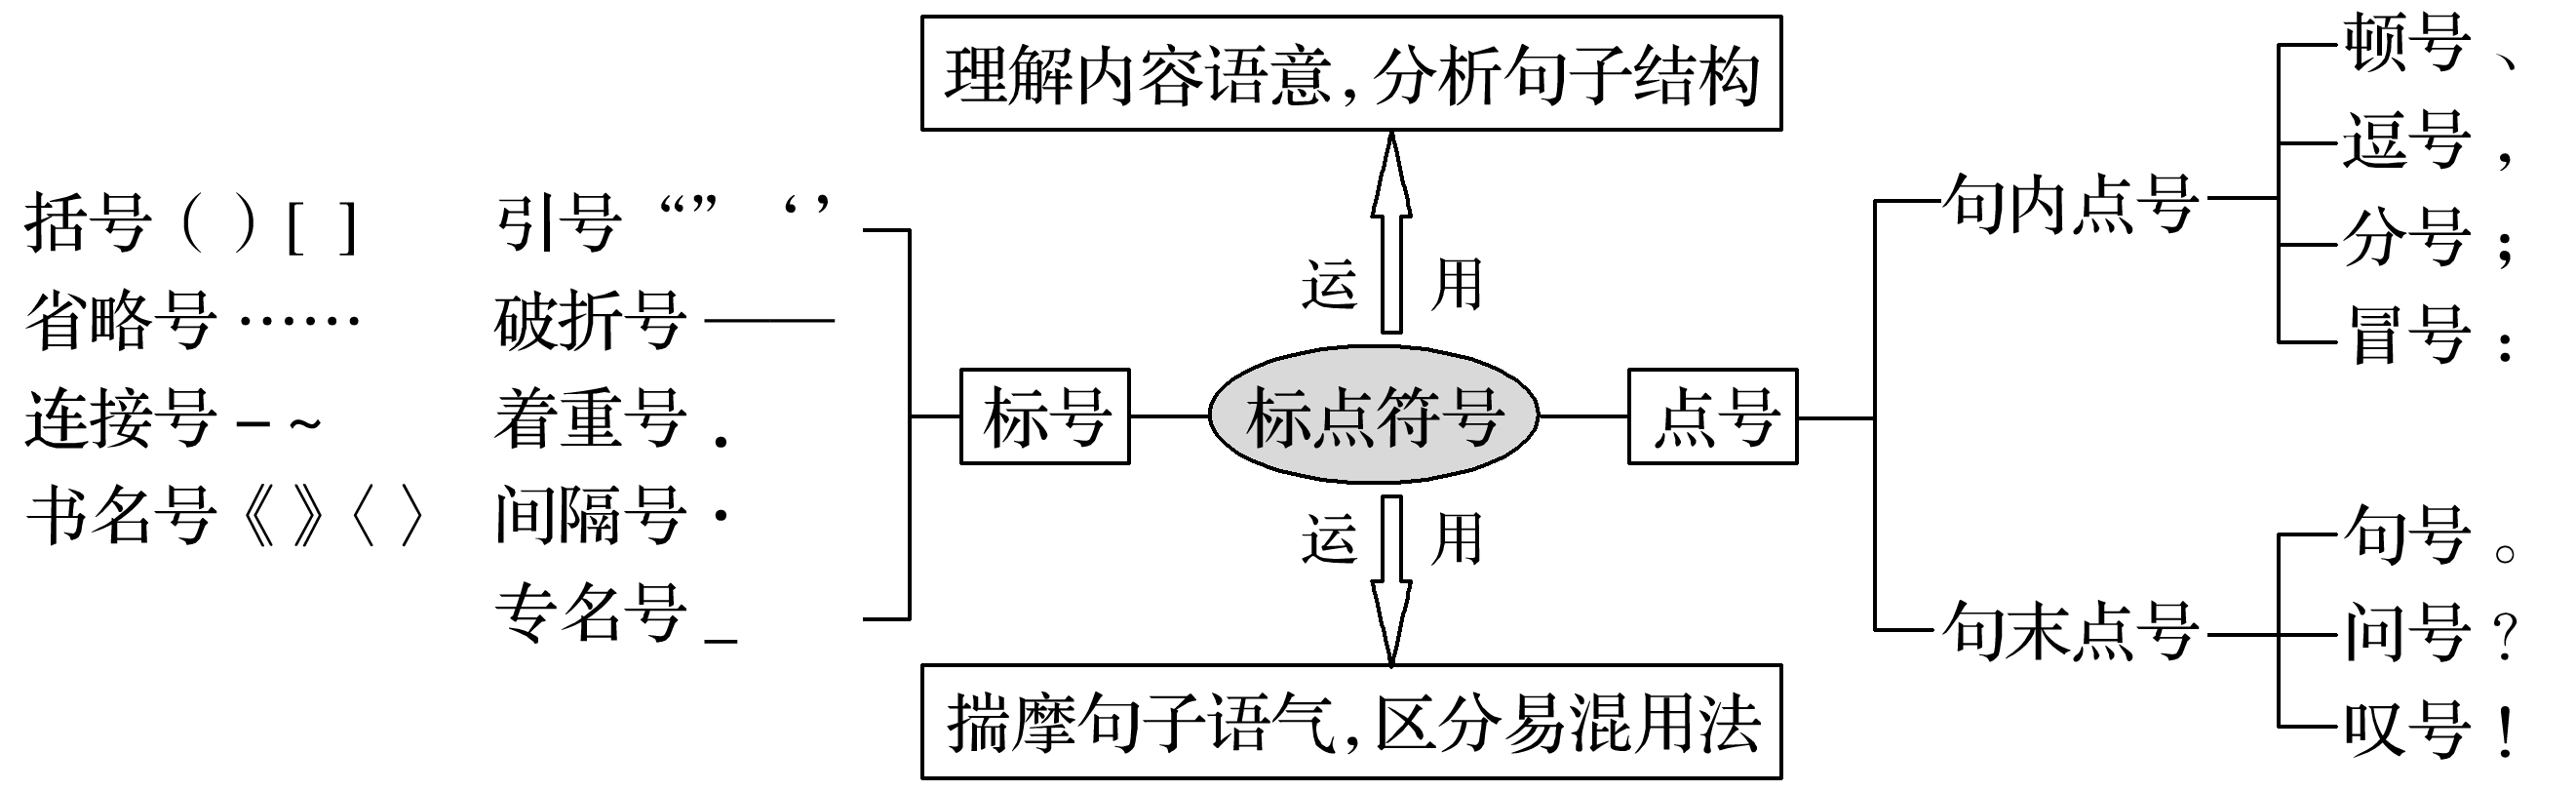 理解内容语意,分析句子结构
括号（ ）[ ]
省略号……
连接号－～
书名号《 》〈 〉
引号“” ‘’
破折号——
着重号．
间隔号·
专名号_
标号
运 用
标点符号
运 用
揣摩句子语气,区分易混用法
点号
句内点号
顿号、
逗号，
分号；
冒号：
句末点号
句号。
问号？
叹号！